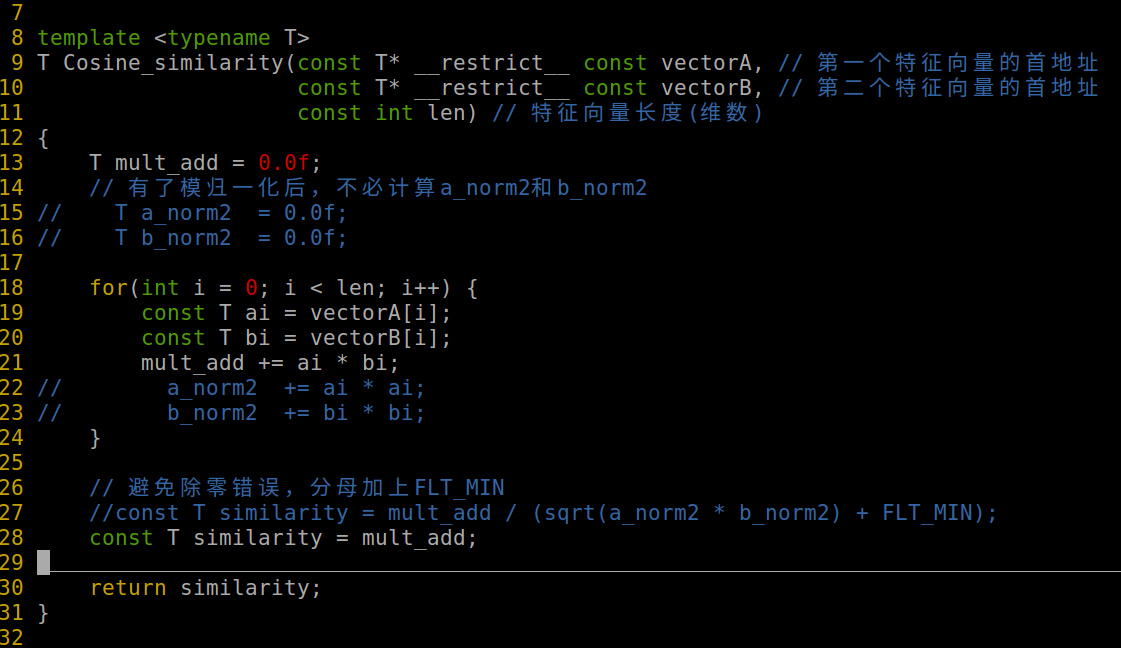 7
8 template <typename T>
9 T Cosine_similarity(const T* __restrict__ const vectorA, // 第一个特征向量的首地址
10                     const T* __restrict__ const vectorB, // 第二个特征向量的首地址
11                     const int len) // 特征向量长度(维数)
12 {
13     T mult_add = 0.0f;
14     // 有了模归一化后，不必计算a_norm2和b_norm2
15 //    T a_norm2  = 0.0f;
16 //    T b_norm2  = 0.0f;
17
18     for(int i = 0; i < len; i++) {
19         const T ai = vectorA[i];
20         const T bi = vectorB[i];
21         mult_add += ai * bi;
22 //        a_norm2  += ai * ai;
23 //        b_norm2  += bi * bi;
24     }
25
26     // 避免除零错误，分母加上FLT_MIN
27     //const T similarity = mult_add / (sqrt(a_norm2 * b_norm2) + FLT_MIN);
28     const T similarity = mult_add;
29
30     return similarity;
31 }
32